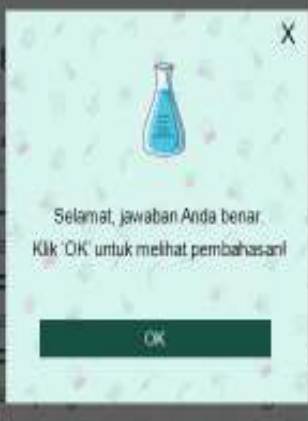 X
Selamat, jawaban Anda benar
Klik 'OK' untuk melihat pembahasan!
OK